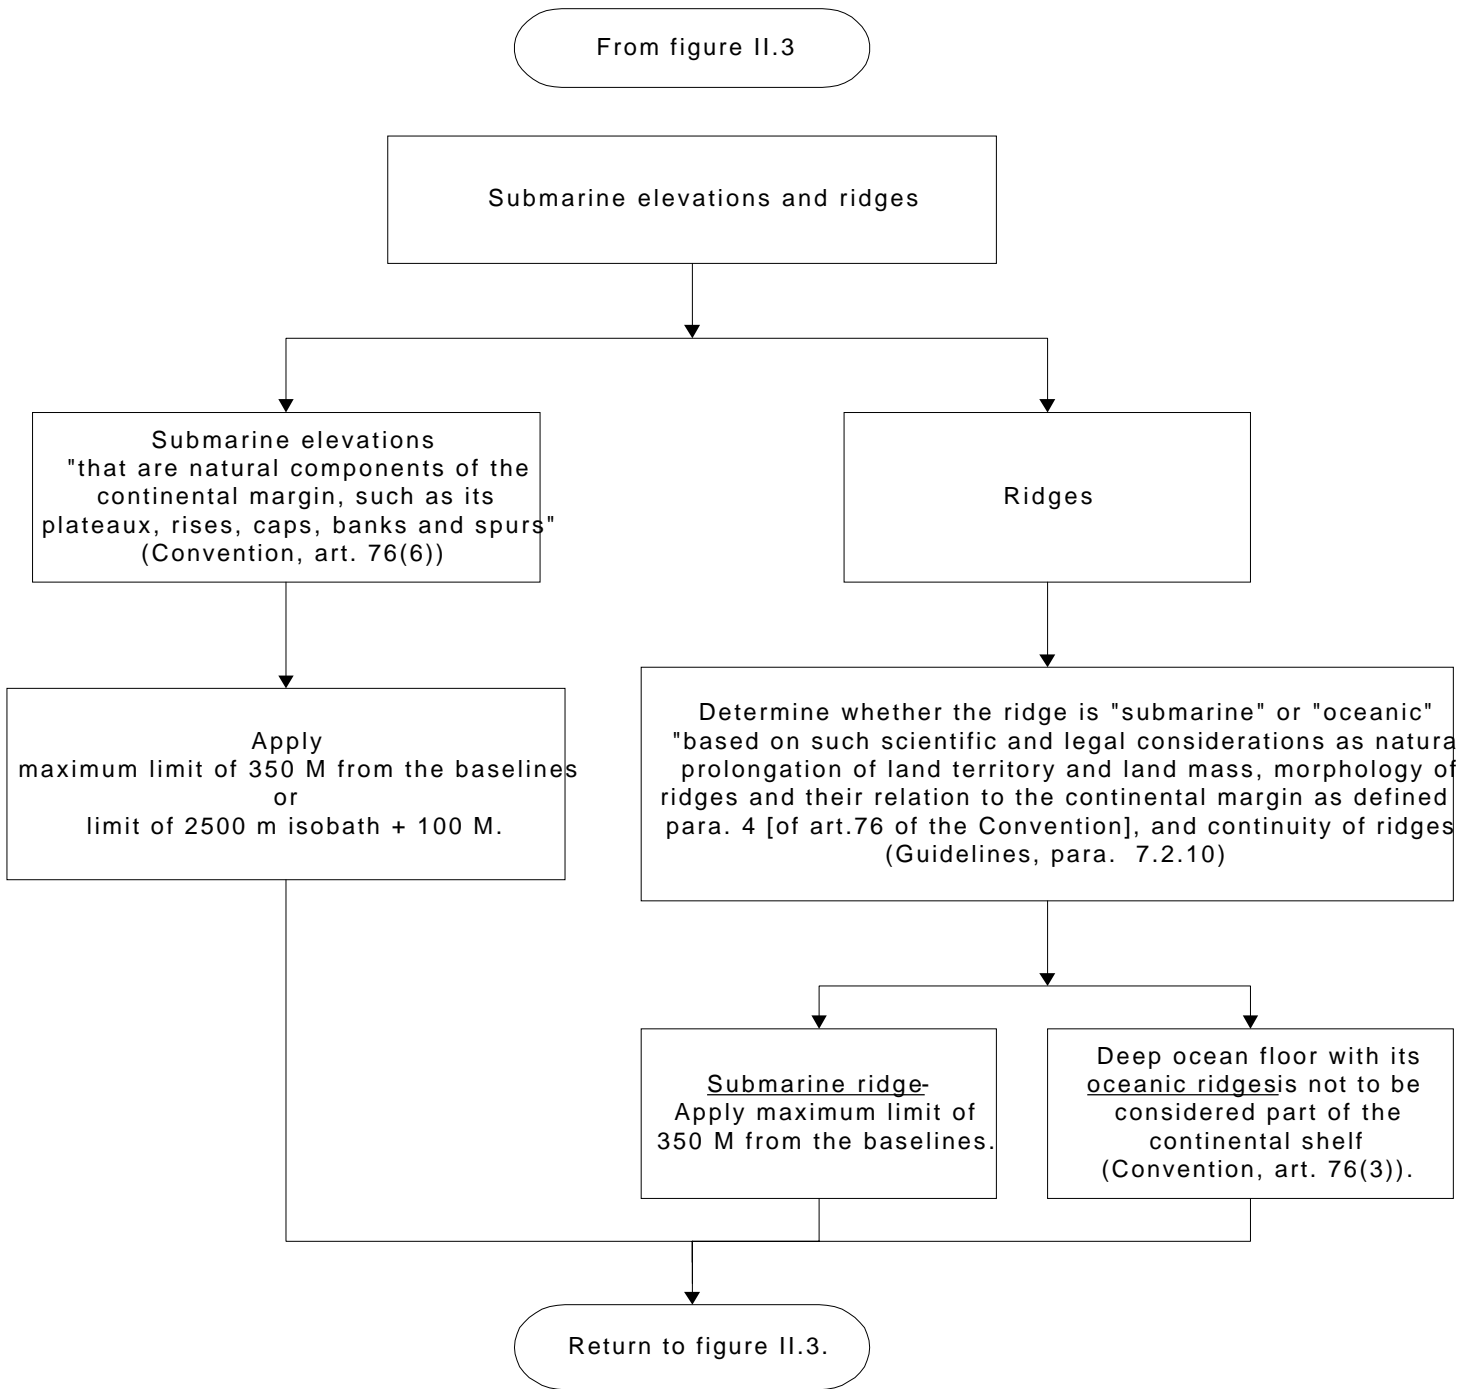 From figure II.3
Submarine elevations and ridges
Submarine elevations
"that are natural components of the
continental margin, such as its
plateaux, rises, caps, banks and spurs"
(Convention, art. 76(6))
Ridges
Apply
maximum limit of 350 M from the baselines
or
limit of 2500 m isobath + 100 M.
Determine whether the ridge is "submarine" or "oceanic"
"based on such scientific and legal considerations as natura
prolongation of land territory and land mass, morphology of
ridges and their relation to the continental margin as defined
para. 4 [of art.76 of the Convention], and continuity of ridges
(Guidelines, para. 7.2.10)
Submarine ridge-
Apply maximum limit of
350 M from the baselines.
Deep ocean floor with its
oceanic ridgesis not to be
considered part of the
continental shelf
(Convention, art. 76(3)).
Return to figure II.3.